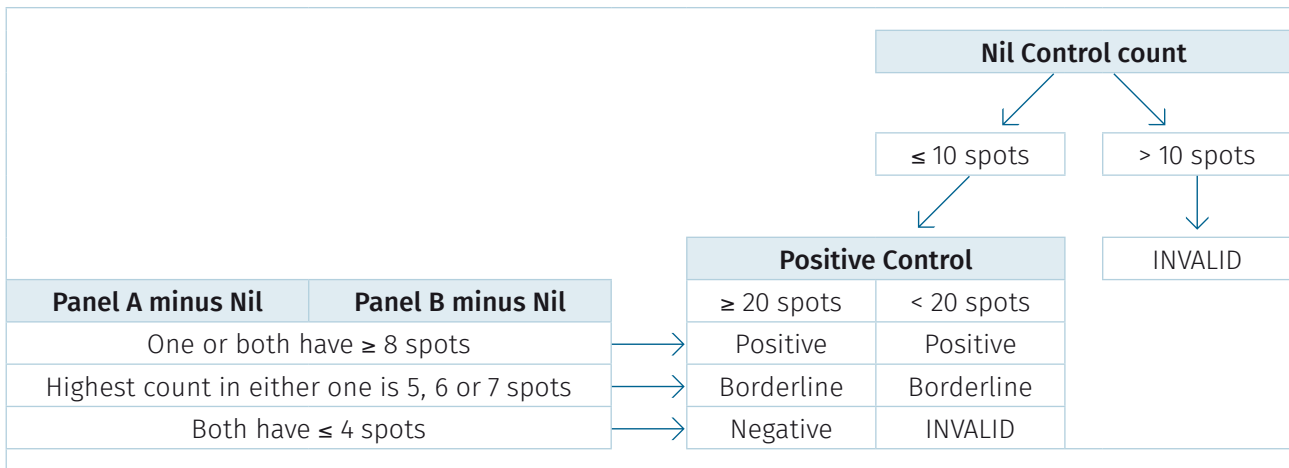 Nil Control count
≤ 10 spots > 10 spots
Positive Control INVALID
Panel A minus Nil Panel B minus Nil ≥ 20 spots < 20 spots
One or both have ≥ 8 spots Positive Positive
Highest count in either one is 5, 6 or 7 spots Borderline Borderline
Both have ≤ 4 spots Negative INVALID